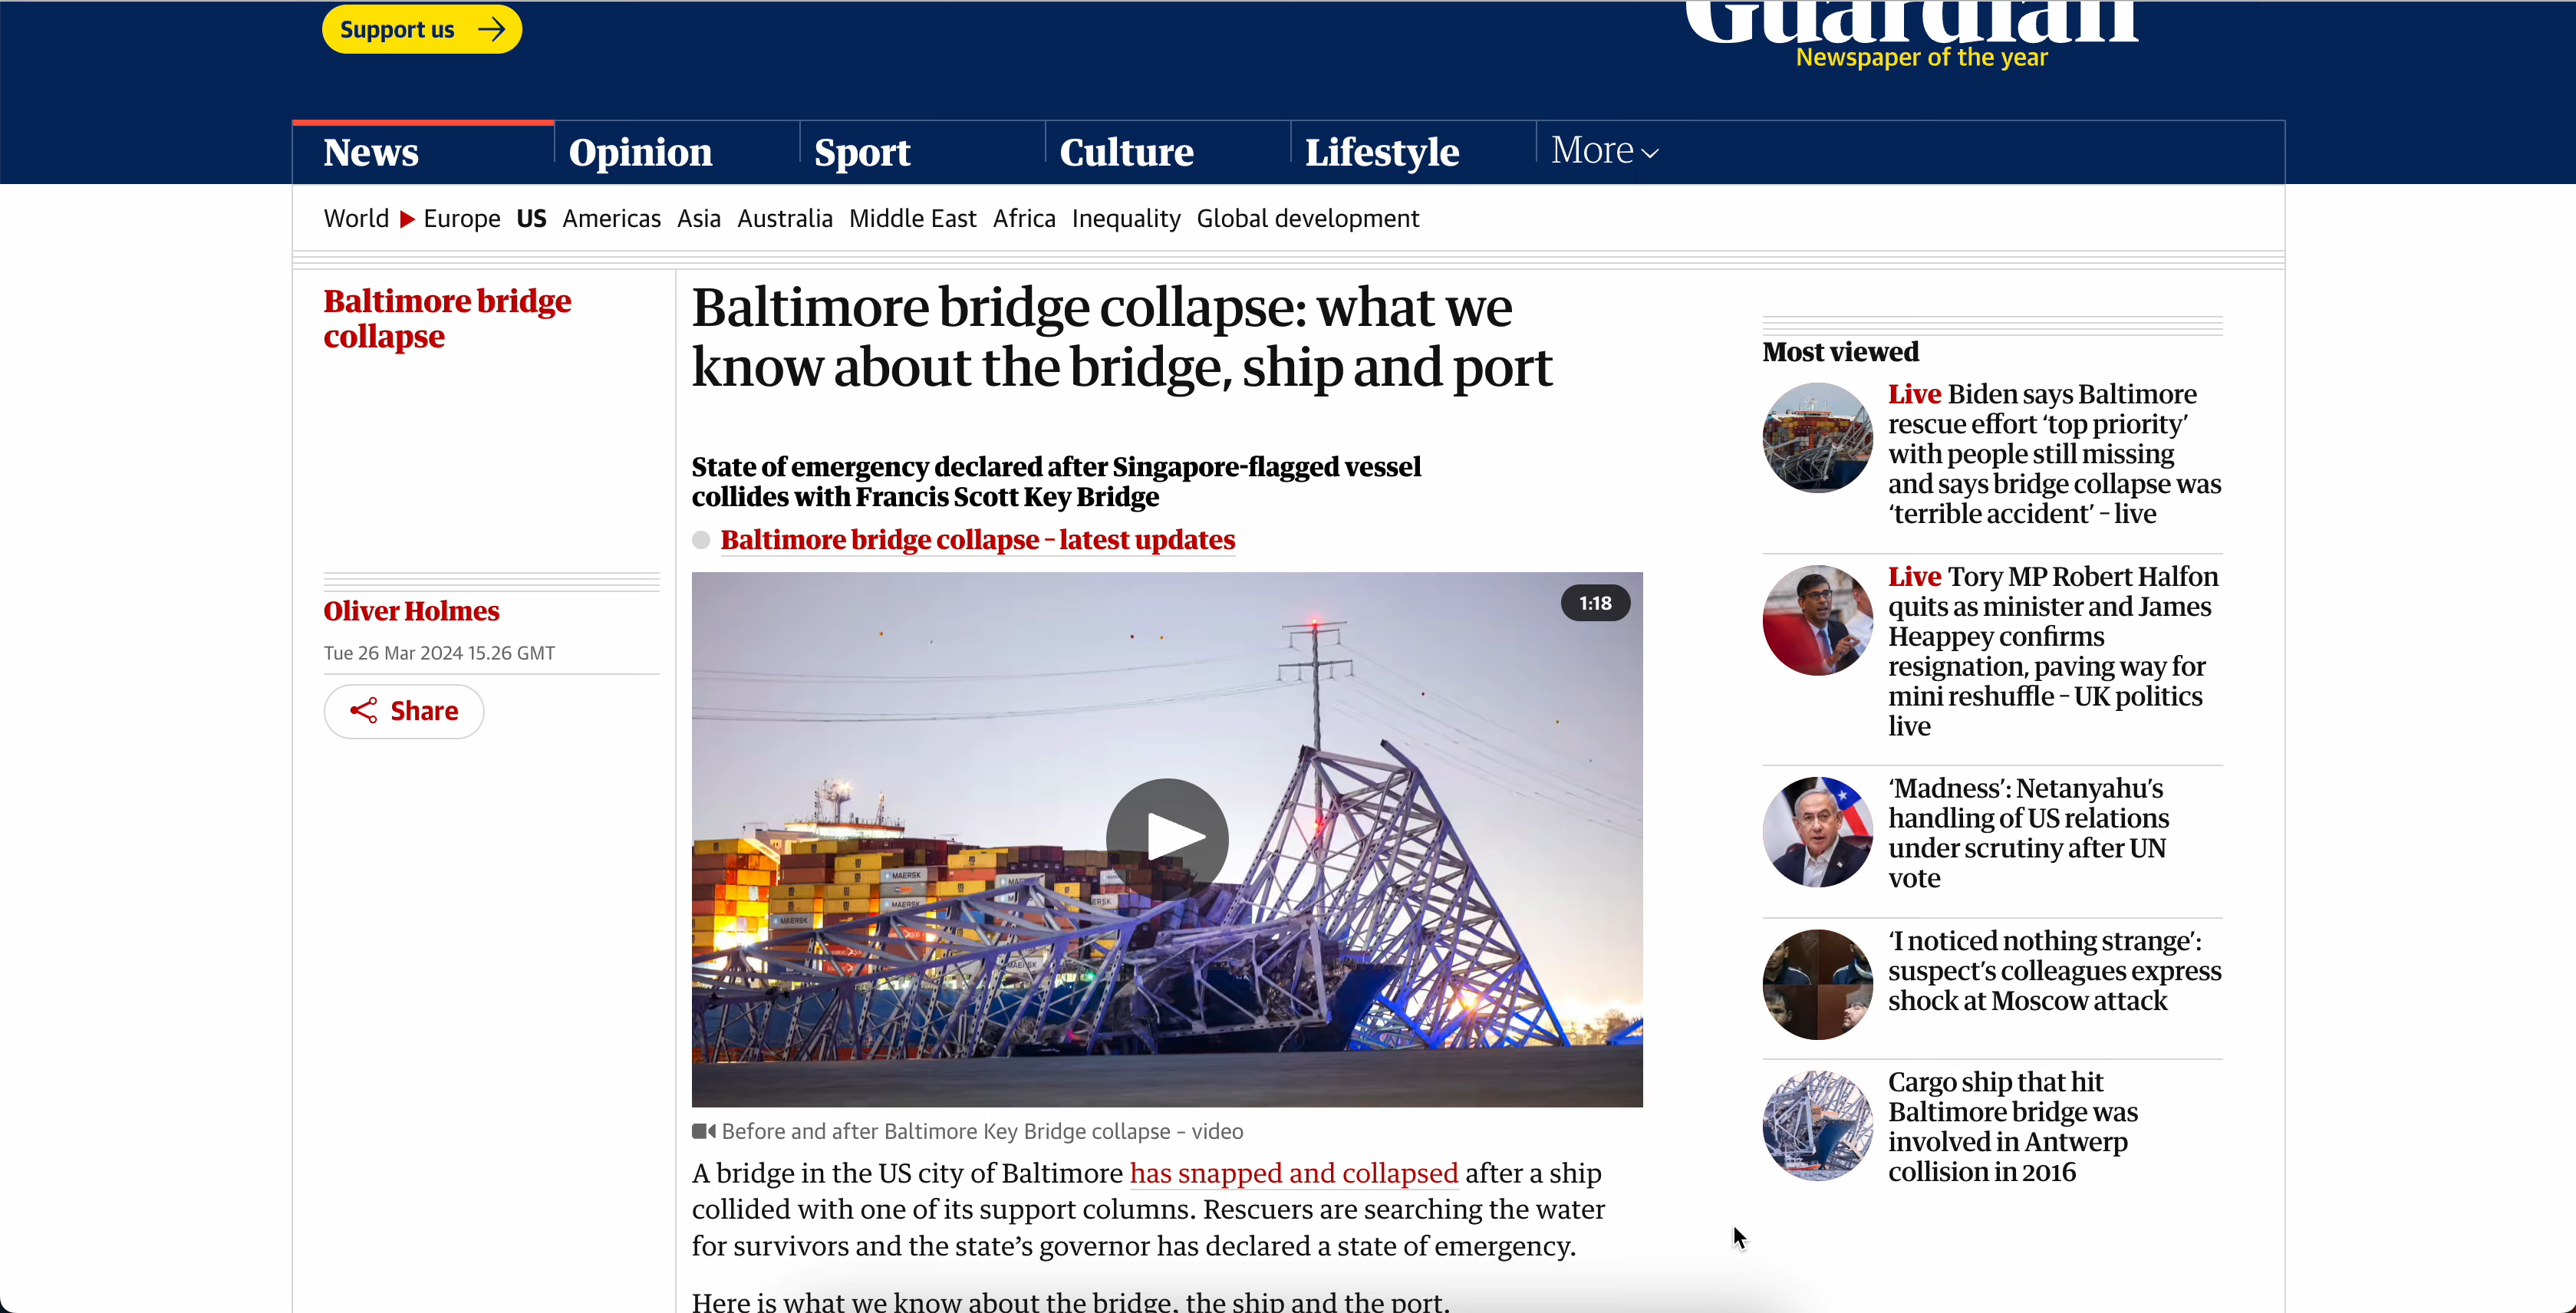 Support us
Guardian
Newspaper of the year
News
Opinion
Sport
Culture
Lifestyle
More
World
Europe
US
Americas
Asia
Australia
Middle East
Africa
Inequality
Global development
Baltimore bridge
collapse
Oliver Holmes
Tue 26 Mar 2024 15.26 GMT
Share
Baltimore bridge collapse: what we
know about the bridge, ship and port
State of emergency declared after Singapore-flagged vessel
collides with Francis Scott Key Bridge
Baltimore bridge collapse – latest updates
1:18
MAERSK
MAERSK
MAERSK
MAERSK
Before and after Baltimore Key Bridge collapse – video
A bridge in the US city of Baltimore has snapped and collapsed after a ship
collided with one of its support columns. Rescuers are searching the water
for survivors and the state’s governor has declared a state of emergency.
Here is what we know about the bridge, the ship and the port.
Most viewed
Live Biden says Baltimore
rescue effort ‘top priority’
with people still missing
and says bridge collapse was
‘terrible accident’ – live
Live Tory MP Robert Halfon
quits as minister and James
Heappey confirms
resignation, paving way for
mini reshuffle – UK politics
live
‘Madness’: Netanyahu’s
handling of US relations
under scrutiny after UN
vote
‘I noticed nothing strange’:
suspect’s colleagues express
shock at Moscow attack
Cargo ship that hit
Baltimore bridge was
involved in Antwerp
collision in 2016